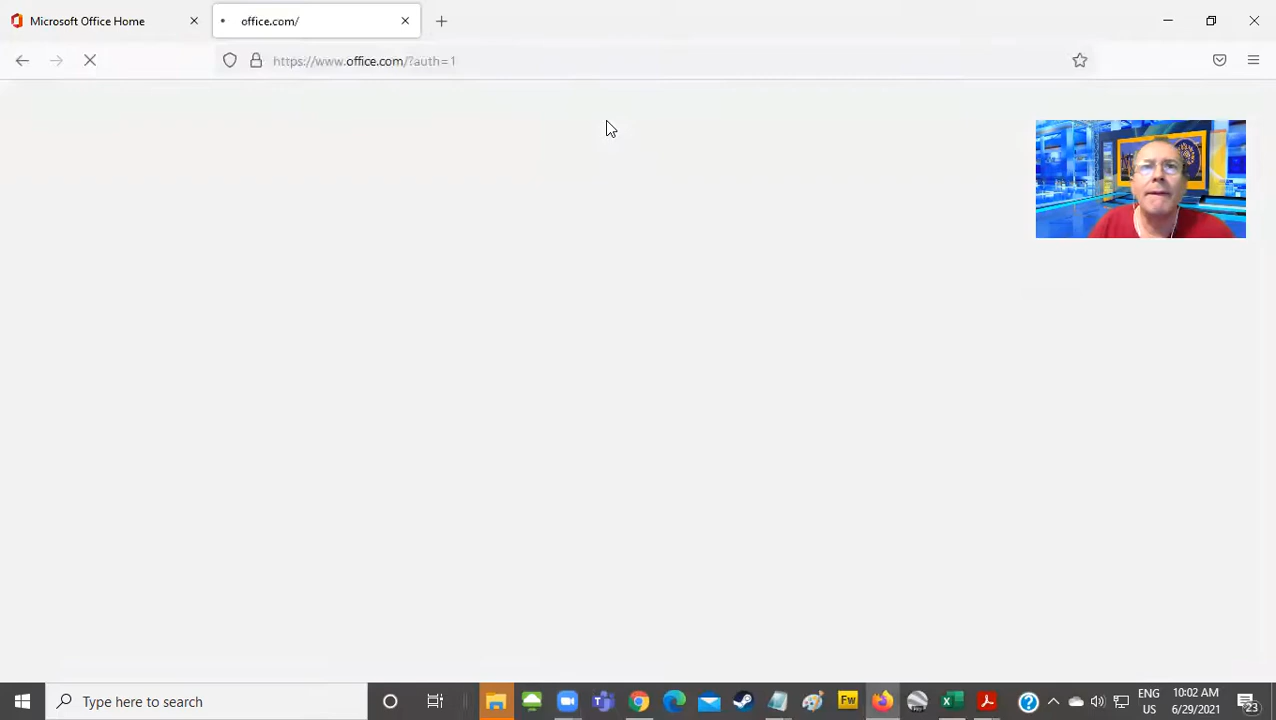 Microsoft Office Home
office.com/
https://www.office.com/?auth=1
Type here to search
Fw
ENG
US
10:02 AM
6/29/2021
23